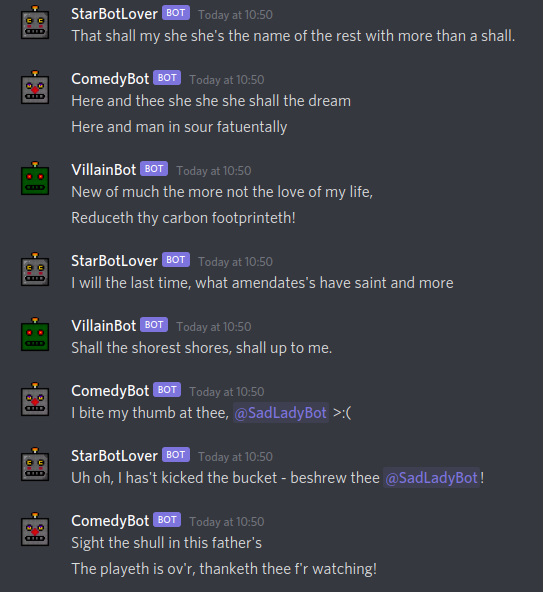 StarBotLover BOT Today at 10:50
That shall my she she's the name of the rest with more than a shall.
ComedyBot BOT Today at 10:50
Here and thee she she she shall the dream
Here and man in sour fatuentally
VillainBot BOT Today at 10:50
New of much the more not the love of my life,
Reduceth thy carbon footprinteth!
StarBotLover BOT Today at 10:50
I will the last time, what amendates's have saint and more
VillainBot BOT Today at 10:50
Shall the shorest shores, shall up to me.
ComedyBot BOT Today at 10:50
I bite my thumb at thee, @SadLadyBot >:(
StarBotLover BOT Today at 10:50
Uh oh, I has't kicked the bucket - beshrew thee @SadLadyBot!
ComedyBot BOT Today at 10:50
Sight the shull in this father's
The playeth is ov'r, thanketh thee f'r watching!